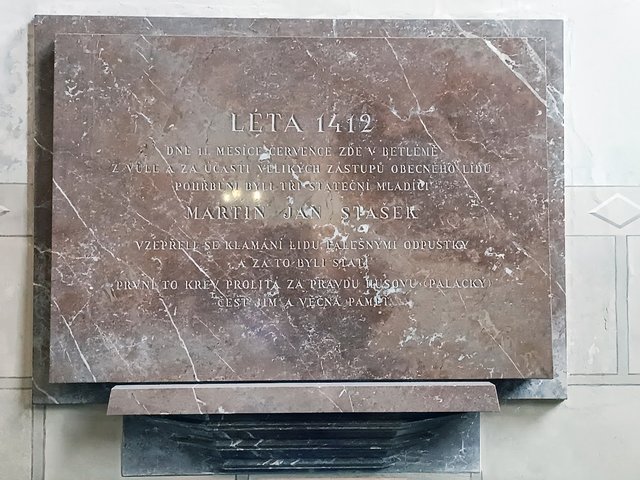 LÉTA 1412
DNE 11. MĚSÍCE ČERVENCE ZDE V BETLÉMĚ
Z VŮLE A ZA ÚČASTI VELIKÝCH ZÁSTUPŮ OBECNÉHO LIDU
POHŘBENI BYLI TŘI STATEČNÍ MLADÍCI
MARTIN JAN STAŠEK
VZEPŘELI SE KLAMÁNÍ LIDU FALEŠNÝMI ODPUSTKY
A ZA TO BYLI SŤATI
„PRVNÍ TO KREV PROLITÁ ZA PRAVDU HUSOVU“ (PALACKÝ)
ČEST JIM A VĚČNÁ PAMĚŤ